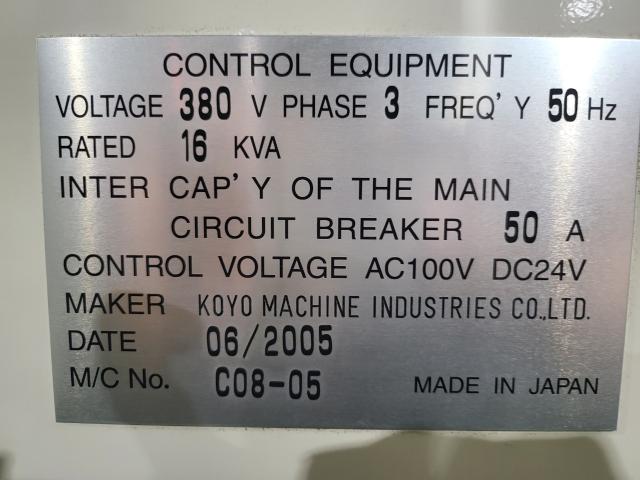 CONTROL EQUIPMENT
VOLTAGE 380 V PHASE 3 FREQ'Y 50 Hz
RATED 16 KVA
INTER CAP'Y OF THE MAIN
CIRCUIT BREAKER 50 A
CONTROL VOLTAGE AC100V DC24V
MAKER KOYO MACHINE INDUSTRIES CO.,LTD.
DATE 06/2005
M/C No. C08-05 MADE IN JAPAN